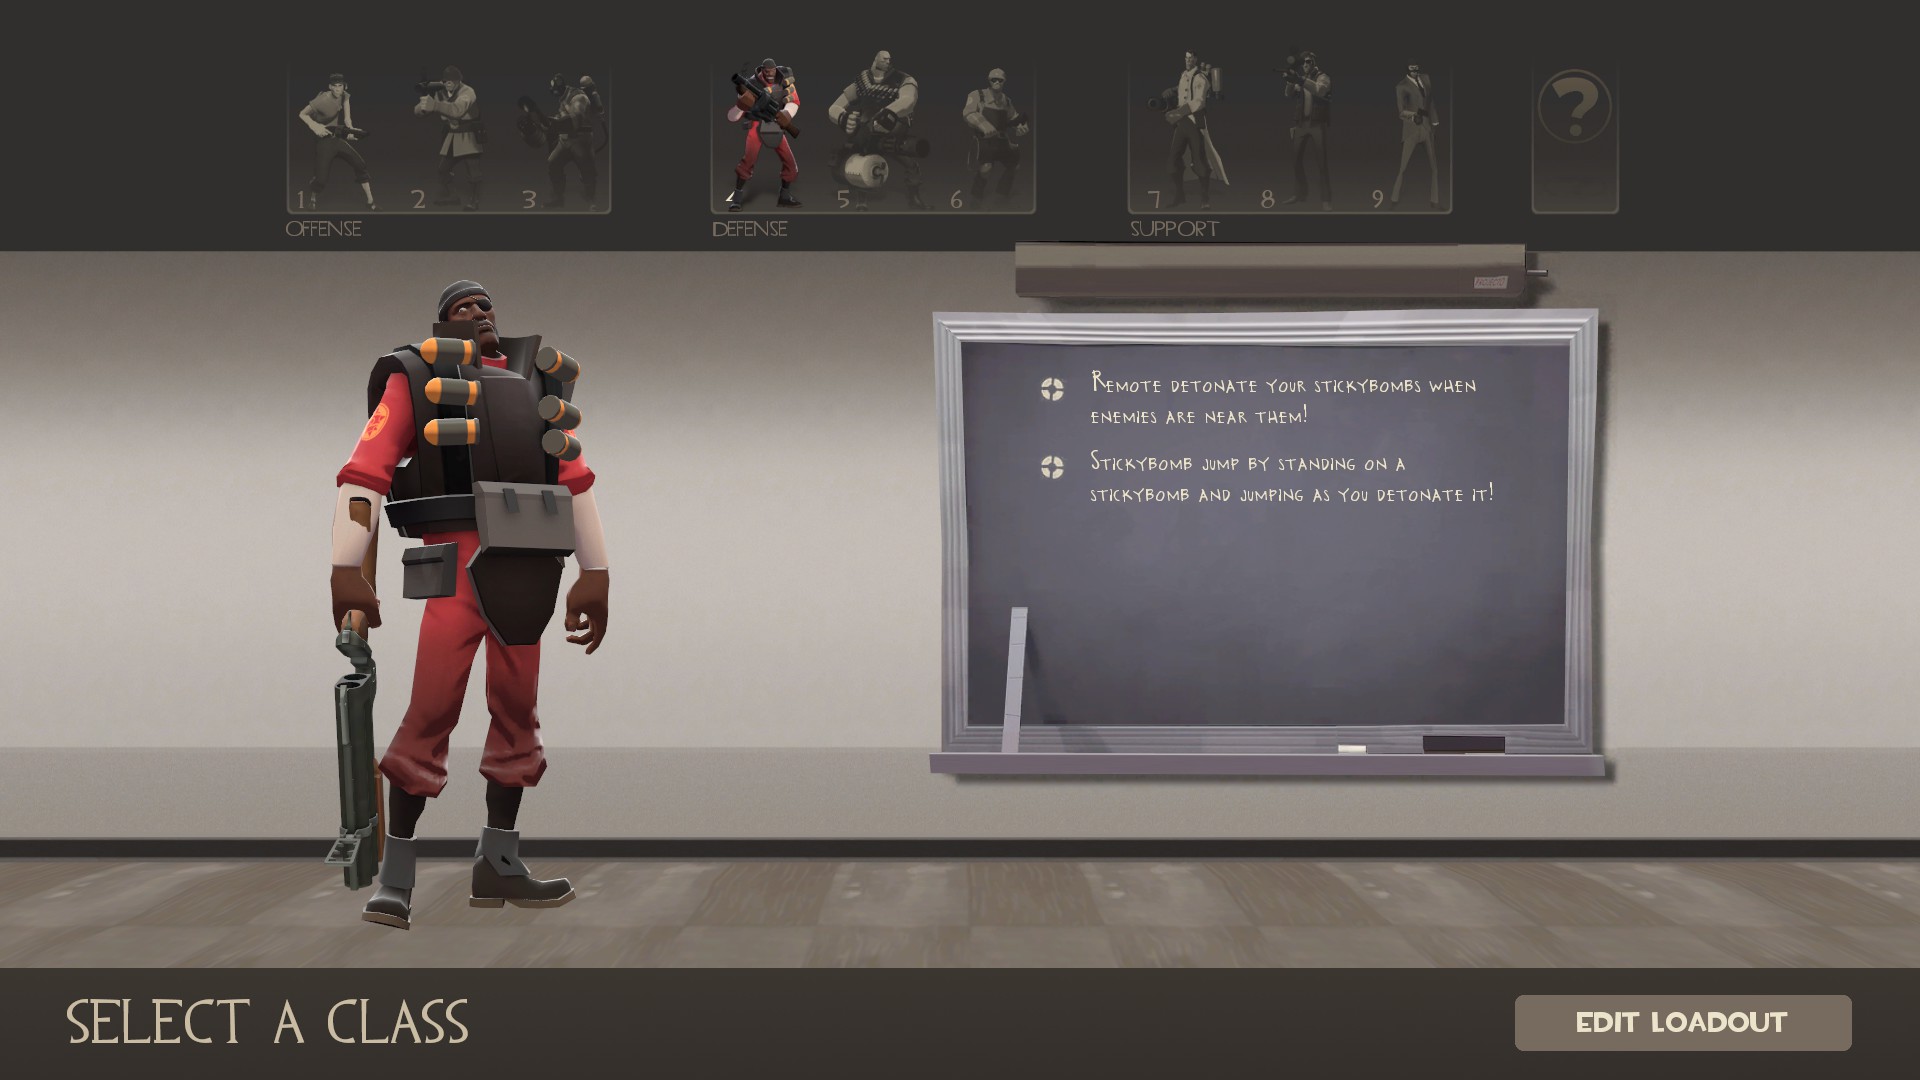 1 2 3
4 5 6
7 8 9
?
OFFENSE
DEFENSE
SUPPORT
REMOTE DETONATE YOUR STICKYBOMBS WHEN
ENEMIES ARE NEAR THEM!
STICKYBOMB JUMP BY STANDING ON A
STICKYBOMB AND JUMPING AS YOU DETONATE IT!
SELECT A CLASS
EDIT LOADOUT